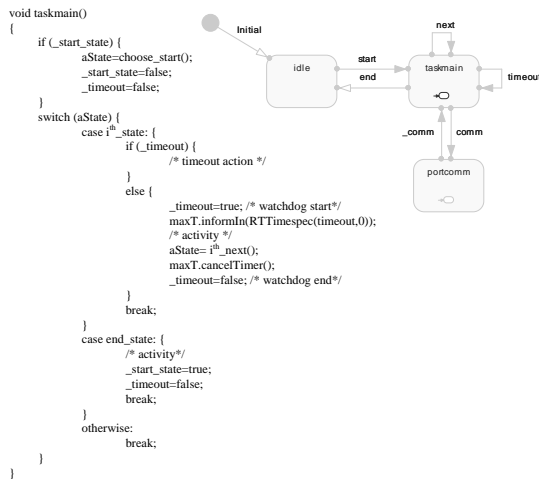 void taskmain()
{
if (_start_state) {
aState=choose_start();
_start_state=false;
_timeout=false;
}
switch (aState) {
case i^th_state: {
if (_timeout) {
/* timeout action */
}
else {
_timeout=true; /* watchdog start*/
maxT.informIn(RTTimespec(timeout,0));
/* activity */
aState= i^th_next();
maxT.cancelTimer();
_timeout=false; /* watchdog end*/
}
break;
}
case end_state: {
/* activity*/
_start_state=true;
_timeout=false;
break;
}
otherwise:
break;
}
}
Initial
next
idle
start
end
taskmain
timeout
_comm
comm
portcomm